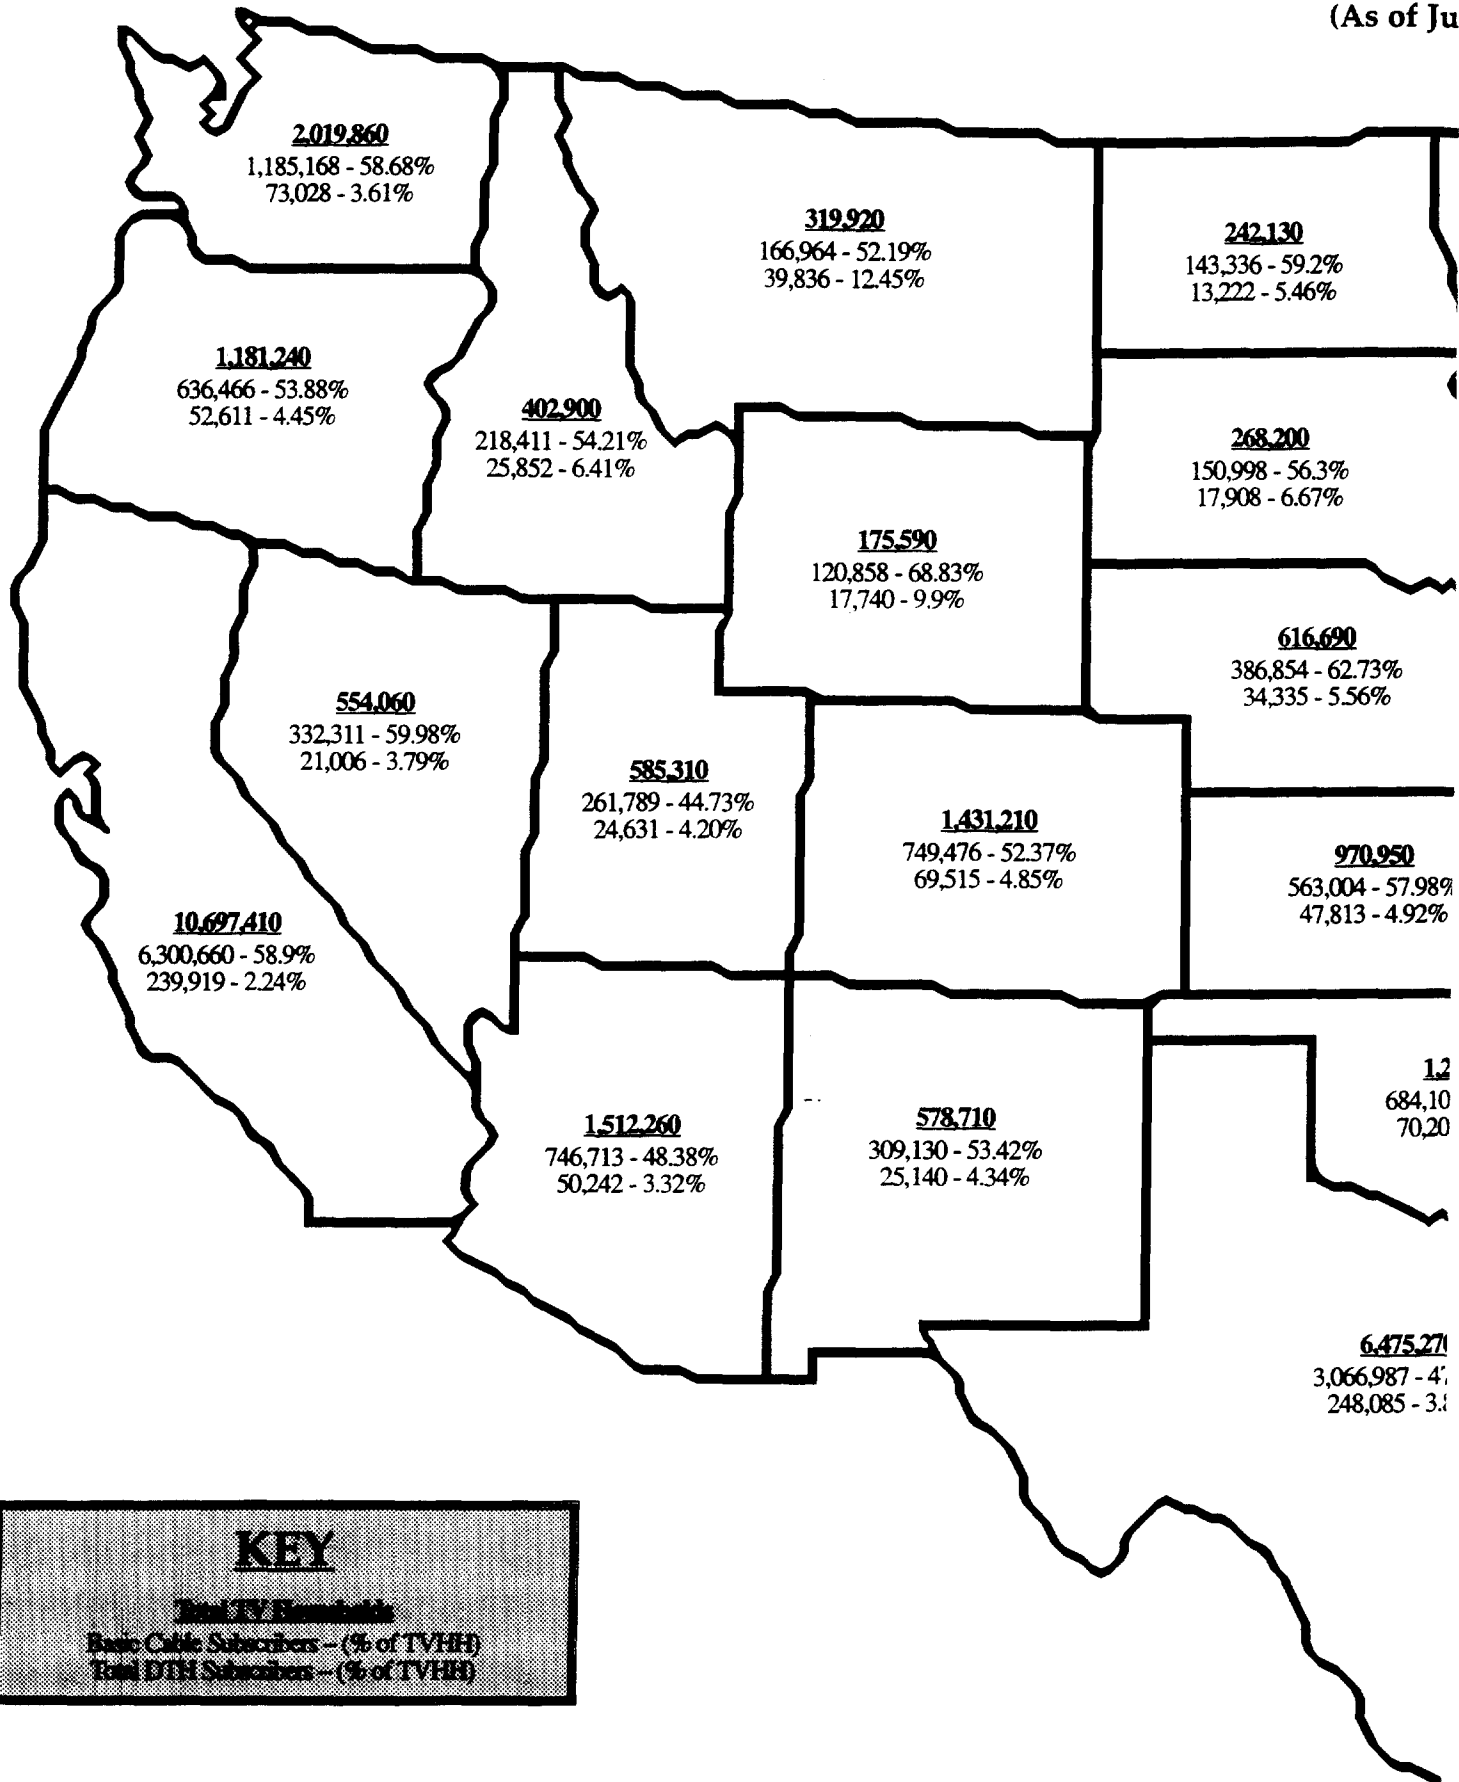 (As of Ju
2,019,860
1,185,168 - 58.68%
73,028 - 3.61%
319,920
166,964 - 52.19%
39,836 - 12.45%
242,130
143,336 - 59.2%
13,222 - 5.46%
1,181,240
636,466 - 53.88%
52,611 - 4.45%
402,900
218,411 - 54.21%
25,852 - 6.41%
268,200
150,998 - 56.3%
17,908 - 6.67%
175,590
120,858 - 68.83%
17,740 - 9.9%
616,690
386,854 - 62.73%
34,335 - 5.56%
554,060
332,311 - 59.98%
21,006 - 3.79%
585,310
261,789 - 44.73%
24,631 - 4.20%
1,431,210
749,476 - 52.37%
69,515 - 4.85%
970,950
563,004 - 57.98%
47,813 - 4.92%
10,697,410
6,300,660 - 58.9%
239,919 - 2.24%
1,2
684,10
70,20
1,512,260
746,713 - 48.38%
50,242 - 3.32%
578,710
309,130 - 53.42%
25,140 - 4.34%
6,475,270
3,066,987 - 47
248,085 - 3.8
KEY
Total TV Households
Basic Cable Subscribers – (% of TVHH)
Total DTH Subscribers – (% of TVHH)